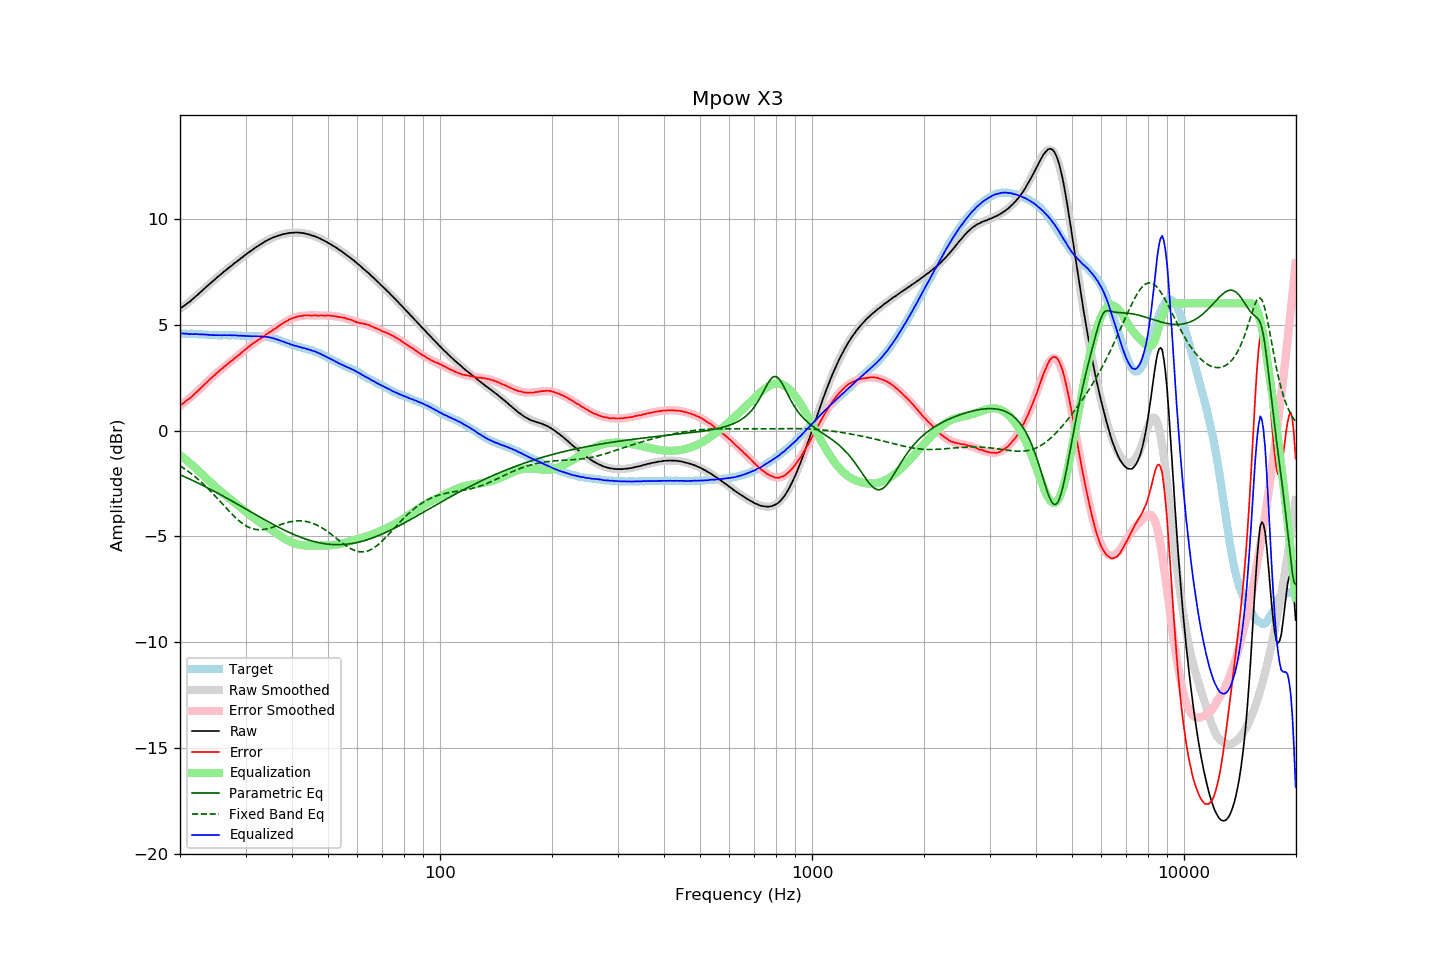 Mpow X3
Amplitude (dBr)
10
5
0
−5
−10
−15
−20
Target
Raw Smoothed
Error Smoothed
Raw
Error
Equalization
Parametric Eq
Fixed Band Eq
Equalized
100
1000
10000
Frequency (Hz)